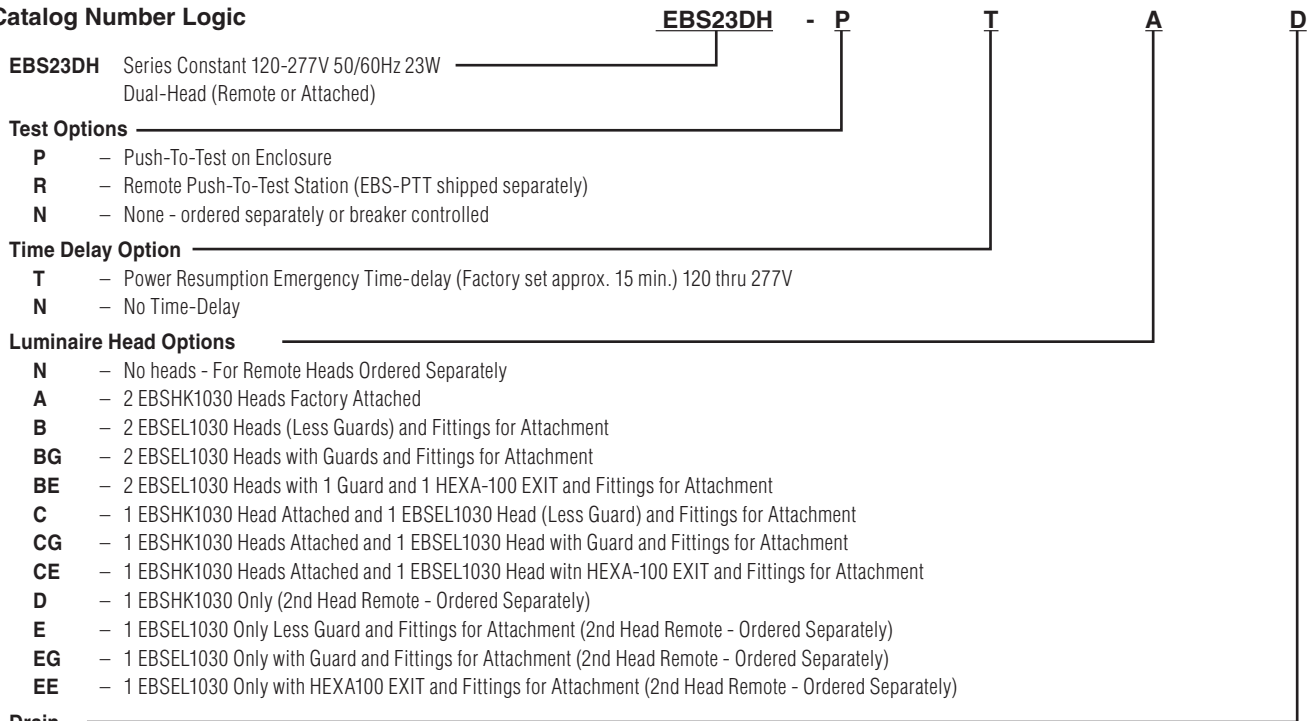 Catalog Number Logic EBS23DH - P T A D
EBS23DH Series Constant 120-277V 50/60Hz 23W
Dual-Head (Remote or Attached)
Test Options
P – Push-To-Test on Enclosure
R – Remote Push-To-Test Station (EBS-PTT shipped separately)
N – None - ordered separately or breaker controlled
Time Delay Option
T – Power Resumption Emergency Time-delay (Factory set approx. 15 min.) 120 thru 277V
N – No Time-Delay
Luminaire Head Options
N – No heads - For Remote Heads Ordered Separately
A – 2 EBSHK1030 Heads Factory Attached
B – 2 EBSEL1030 Heads (Less Guards) and Fittings for Attachment
BG – 2 EBSEL1030 Heads with Guards and Fittings for Attachment
BE – 2 EBSEL1030 Heads with 1 Guard and 1 HEXA-100 EXIT and Fittings for Attachment
C – 1 EBSHK1030 Head Attached and 1 EBSEL1030 Head (Less Guard) and Fittings for Attachment
CG – 1 EBSHK1030 Heads Attached and 1 EBSEL1030 Head with Guard and Fittings for Attachment
CE – 1 EBSHK1030 Heads Attached and 1 EBSEL1030 Head witn HEXA-100 EXIT and Fittings for Attachment
D – 1 EBSHK1030 Only (2nd Head Remote - Ordered Separately)
E – 1 EBSEL1030 Only Less Guard and Fittings for Attachment (2nd Head Remote - Ordered Separately)
EG – 1 EBSEL1030 Only with Guard and Fittings for Attachment (2nd Head Remote - Ordered Separately)
EE – 1 EBSEL1030 Only with HEXA100 EXIT and Fittings for Attachment (2nd Head Remote - Ordered Separately)
Drain